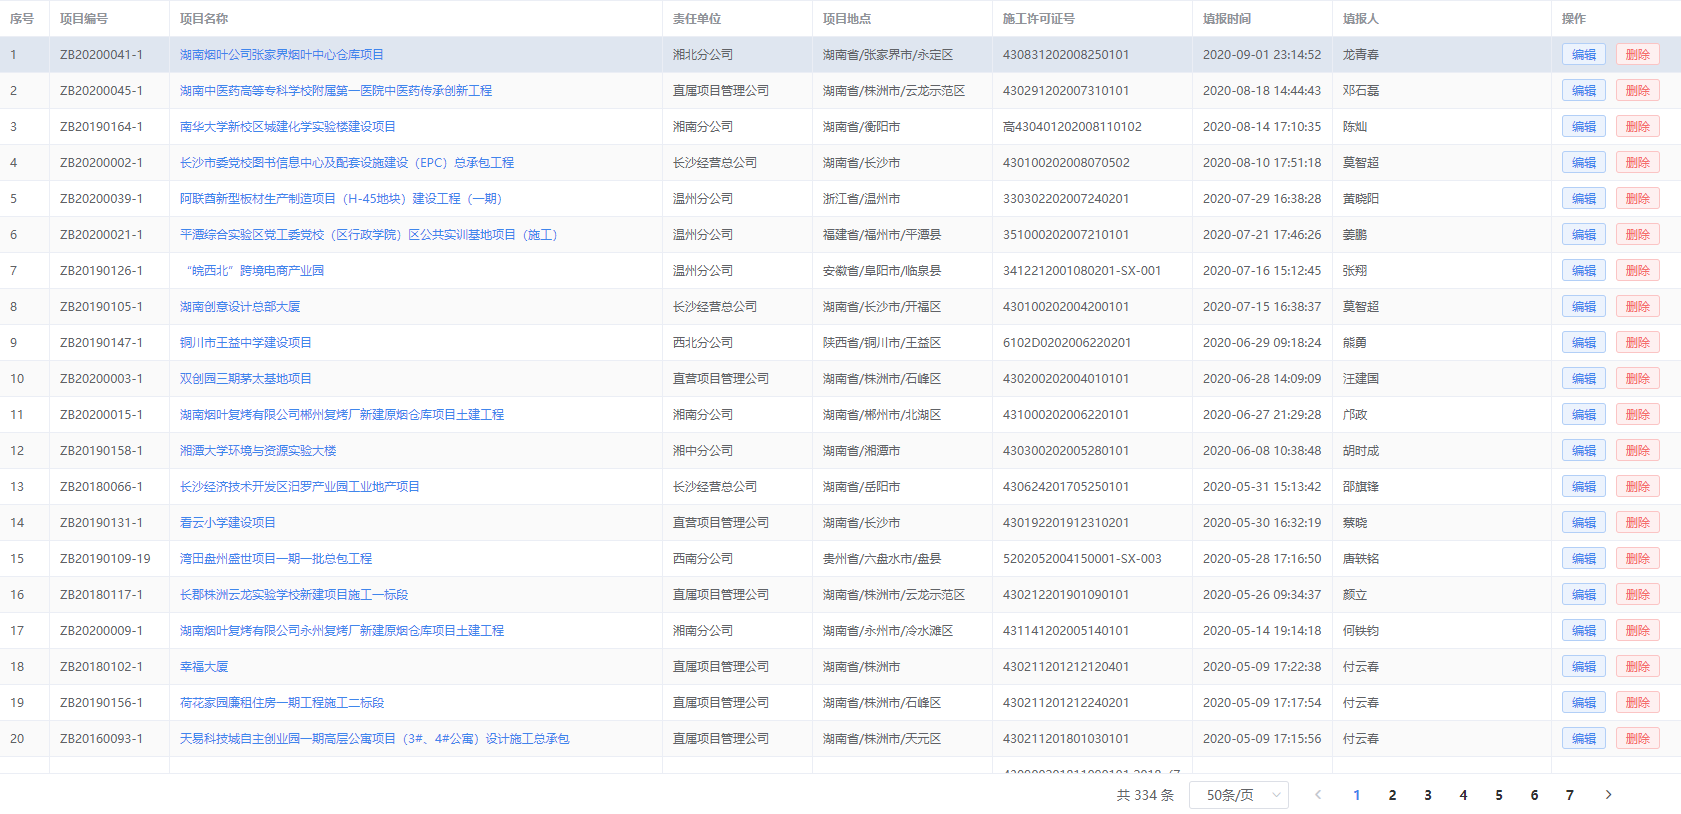 序号 项目编号 项目名称 责任单位 项目地点 施工许可证号 填报时间 填报人 操作
1 ZB20200041-1 湖南烟叶公司张家界烟叶中心仓库项目 湘北分公司 湖南省/张家界市/永定区 430831202008250101 2020-09-01 23:14:52 龙青春 编辑 删除
2 ZB20200045-1 湖南中医药高等专科学校附属第一医院中医药传承创新工程 直属项目管理公司 湖南省/株洲市/云龙示范区 430291202007310101 2020-08-18 14:44:43 邓石磊 编辑 删除
3 ZB20190164-1 南华大学新校区城建化学实验楼建设项目 湘南分公司 湖南省/衡阳市 高430401202008110102 2020-08-14 17:10:35 陈灿 编辑 删除
4 ZB20200002-1 长沙市委党校图书信息中心及配套设施建设（EPC）总承包工程 长沙经营总公司 湖南省/长沙市 430100202008070502 2020-08-10 17:51:18 莫智超 编辑 删除
5 ZB20200039-1 阿联酋新型板材生产制造项目（H-45地块）建设工程（一期） 温州分公司 浙江省/温州市 330302202007240201 2020-07-29 16:38:28 黄晓阳 编辑 删除
6 ZB20200021-1 平潭综合实验区党工委党校（区行政学院）区公共实训基地项目（施工） 温州分公司 福建省/福州市/平潭县 351000202007210101 2020-07-21 17:46:26 姜鹏 编辑 删除
7 ZB20190126-1 “皖西北”跨境电商产业园 温州分公司 安徽省/阜阳市/临泉县 3412212001080201-SX-001 2020-07-16 15:12:45 张翔 编辑 删除
8 ZB20190105-1 湖南创意设计总部大厦 长沙经营总公司 湖南省/长沙市/开福区 430100202004200101 2020-07-15 16:38:37 莫智超 编辑 删除
9 ZB20190147-1 铜川市王益中学建设项目 西北分公司 陕西省/铜川市/王益区 6102D0202006220201 2020-06-29 09:18:24 熊勇 编辑 删除
10 ZB20200003-1 双创园三期茅太基地项目 直营项目管理公司 湖南省/株洲市/石峰区 430200202004010101 2020-06-28 14:09:09 汪建国 编辑 删除
11 ZB20200015-1 湖南烟叶复烤有限公司郴州复烤厂新建原烟仓库项目土建工程 湘南分公司 湖南省/郴州市/北湖区 431000202006220101 2020-06-27 21:29:28 邝政 编辑 删除
12 ZB20190158-1 湘潭大学环境与资源实验大楼 湘中分公司 湖南省/湘潭市 430300202005280101 2020-06-08 10:38:48 胡时成 编辑 删除
13 ZB20180066-1 长沙经济技术开发区汨罗产业园工业地产项目 长沙经营总公司 湖南省/岳阳市 430624201705250101 2020-05-31 15:13:42 邵旗锋 编辑 删除
14 ZB20190131-1 看云小学建设项目 直营项目管理公司 湖南省/长沙市 430192201912310201 2020-05-30 16:32:19 蔡晓 编辑 删除
15 ZB20190109-19 湾田盘州盛世项目一期一批总包工程 西南分公司 贵州省/六盘水市/盘县 5202052004150001-SX-003 2020-05-28 17:16:50 唐轶铭 编辑 删除
16 ZB20180117-1 长郡株洲云龙实验学校新建项目施工一标段 直属项目管理公司 湖南省/株洲市/云龙示范区 430212201901090101 2020-05-26 09:34:37 颜立 编辑 删除
17 ZB20200009-1 湖南烟叶复烤有限公司永州复烤厂新建原烟仓库项目土建工程 湘南分公司 湖南省/永州市/冷水滩区 431141202005140101 2020-05-14 19:14:18 何铁钧 编辑 删除
18 ZB20180102-1 幸福大厦 直属项目管理公司 湖南省/株洲市 430211201212120401 2020-05-09 17:22:38 付云春 编辑 删除
19 ZB20190156-1 荷花家园廉租住房一期工程施工二标段 直属项目管理公司 湖南省/株洲市/石峰区 430211201212240201 2020-05-09 17:17:54 付云春 编辑 删除
20 ZB20160093-1 天易科技城自主创业园一期高层公寓项目（3#、4#公寓）设计施工总承包 直属项目管理公司 湖南省/株洲市/天元区 430211201801030101 2020-05-09 17:15:56 付云春 编辑 删除
共 334 条 50条/页 1 2 3 4 5 6 7